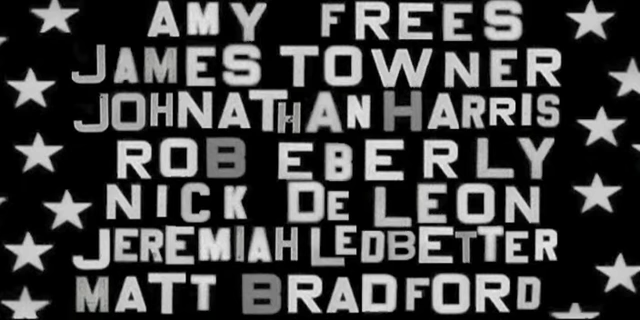 AMY FREES
JAMES TOWNER
JOHNATHAN HARRIS
ROB EBERLY
NICK DE LEON
JEREMIAH LEDBETTER
MATT BRADFORD